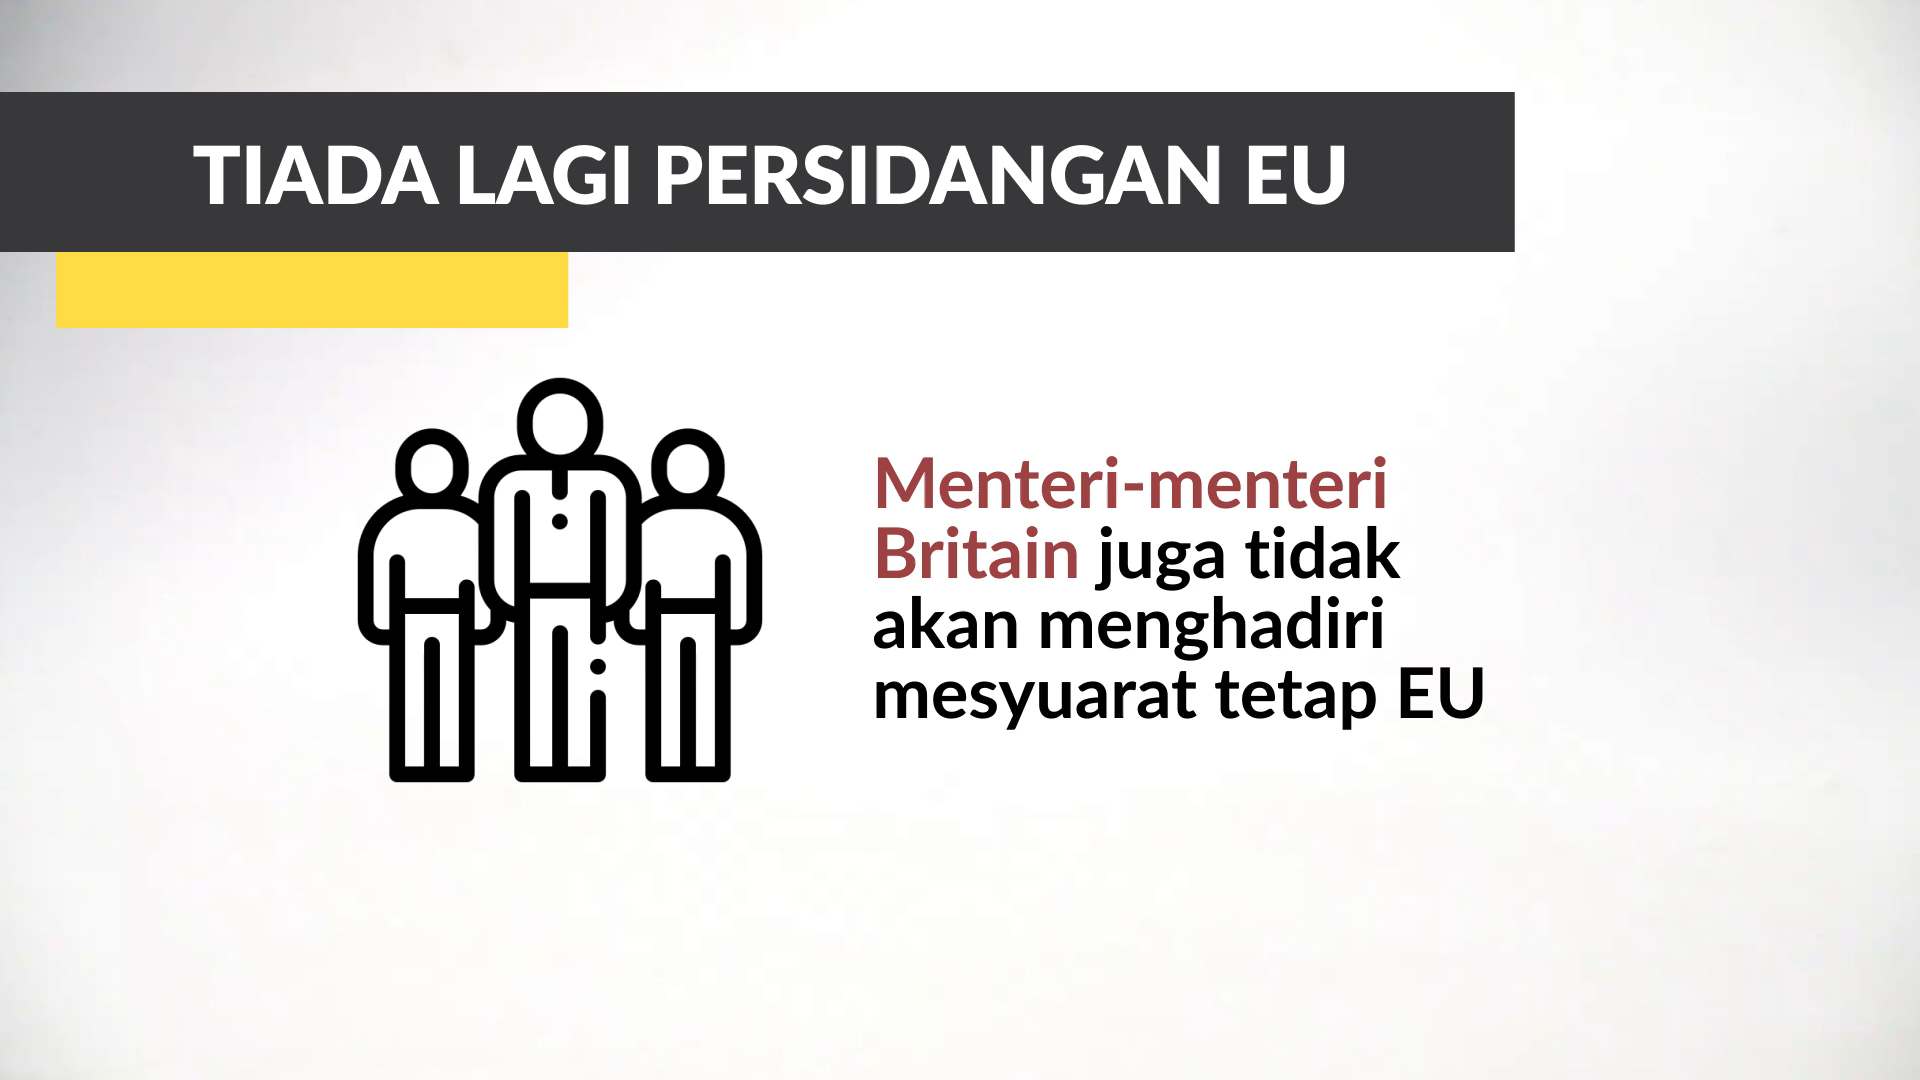 TIADA LAGI PERSIDANGAN EU
Menteri-menteri
Britain juga tidak
akan menghadiri
mesyuarat tetap EU